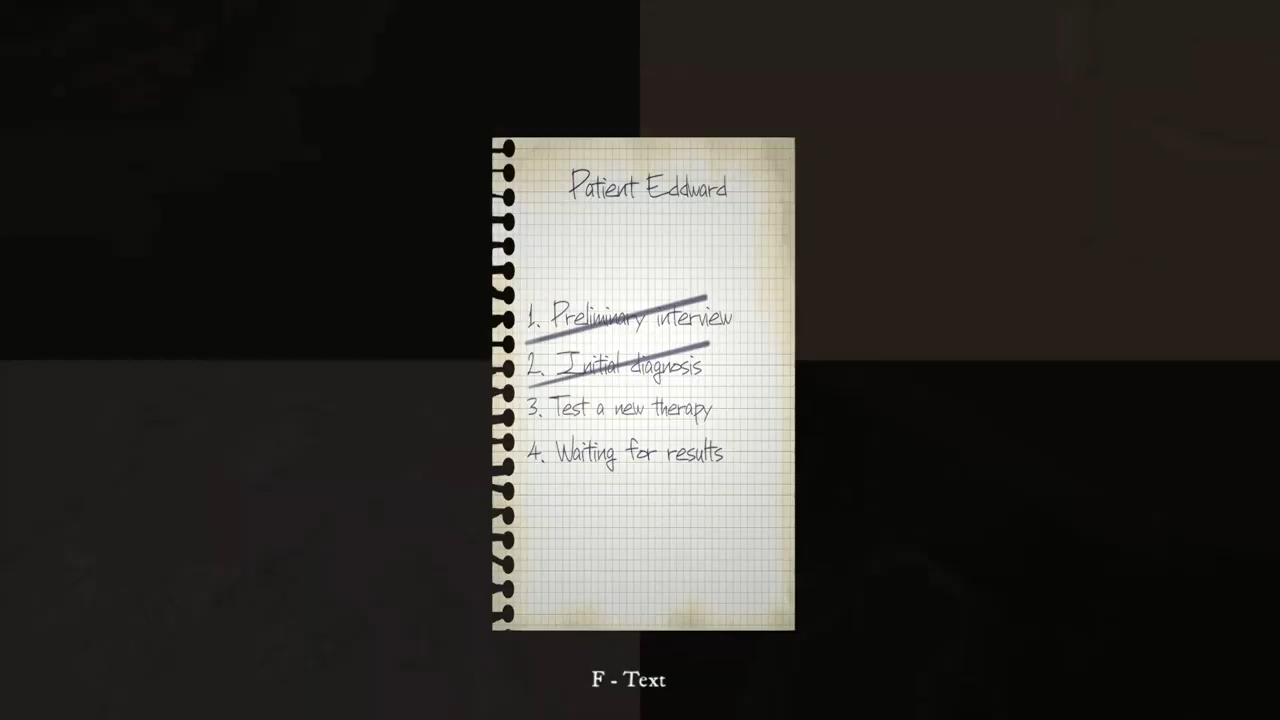 Patient Eddward
1. Preliminary interview
2. Initial diagnosis
3. Test a new therapy
4. Waiting for results
F - Text